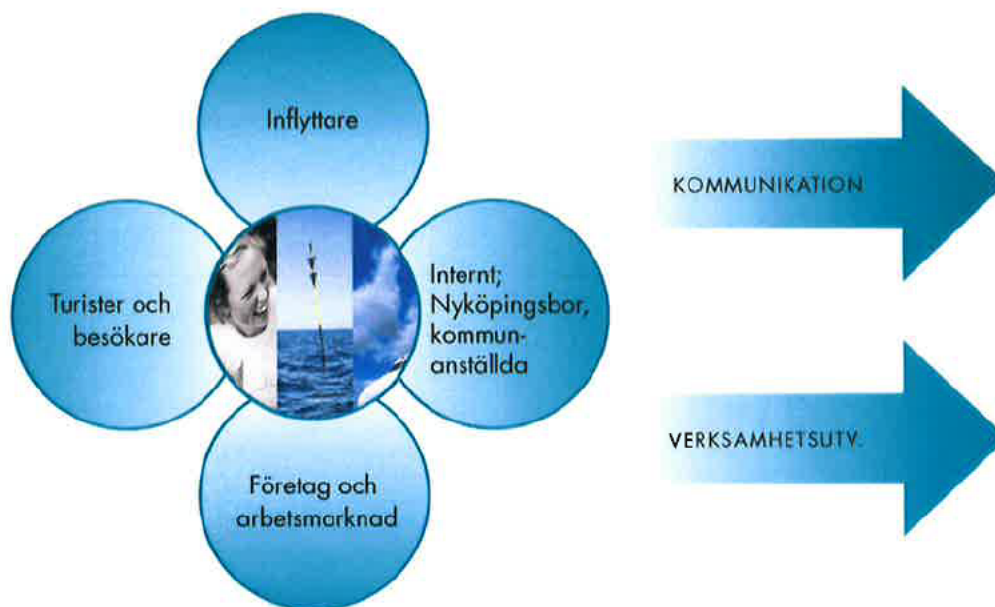 Inflyttare
Turister och
besökare
Internt;
Nyköpingsbor,
kommun-
anställda
Företag och
arbetsmarknad
KOMMUNIKATION
VERKSAMHETSUTV.